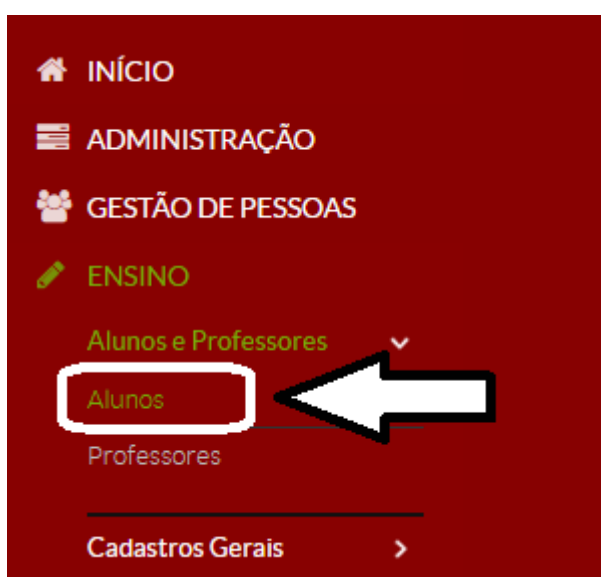 INÍCIO
ADMINISTRAÇÃO
GESTÃO DE PESSOAS
ENSINO
Alunos e Professores
Alunos
Professores
Cadastros Gerais